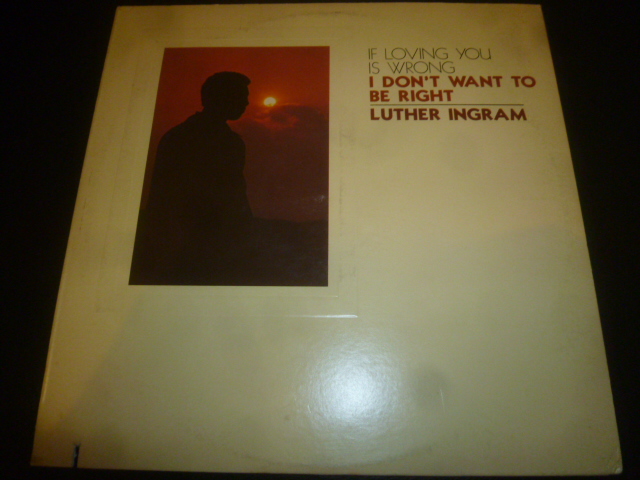 IF LOVING YOU
IS WRONG
I DON'T WANT TO
BE RIGHT
LUTHER INGRAM